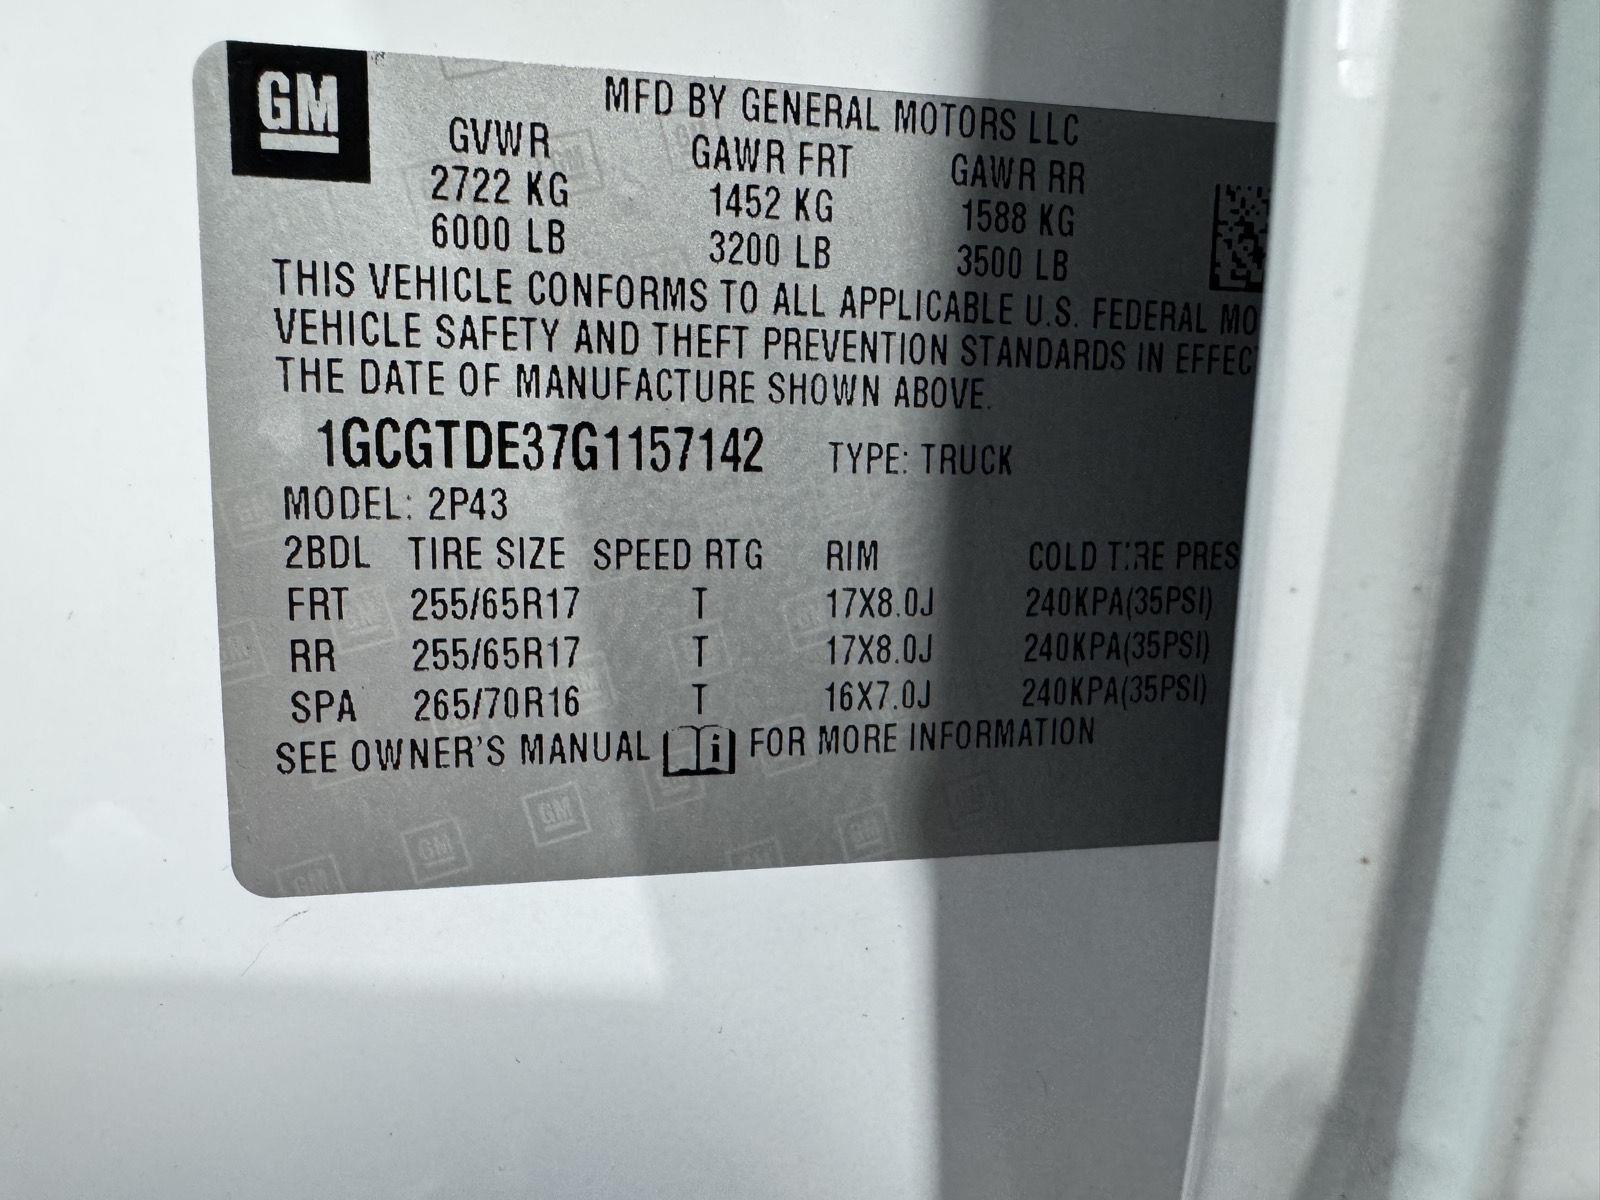 GM
MFD BY GENERAL MOTORS LLC
GVWR GAWR FRT GAWR RR
2722 KG 1452 KG 1588 KG
6000 LB 3200 LB 3500 LB
THIS VEHICLE CONFORMS TO ALL APPLICABLE U.S. FEDERAL MO
VEHICLE SAFETY AND THEFT PREVENTION STANDARDS IN EFFEC
THE DATE OF MANUFACTURE SHOWN ABOVE.
1GCGTDE37G1157142 TYPE: TRUCK
MODEL: 2P43
2BDL TIRE SIZE SPEED RTG RIM COLD TIRE PRES
FRT 255/65R17 T 17X8.0J 240KPA(35PSI)
RR 255/65R17 T 17X8.0J 240KPA(35PSI)
SPA 265/70R16 T 16X7.0J 240KPA(35PSI)
SEE OWNER'S MANUAL i FOR MORE INFORMATION